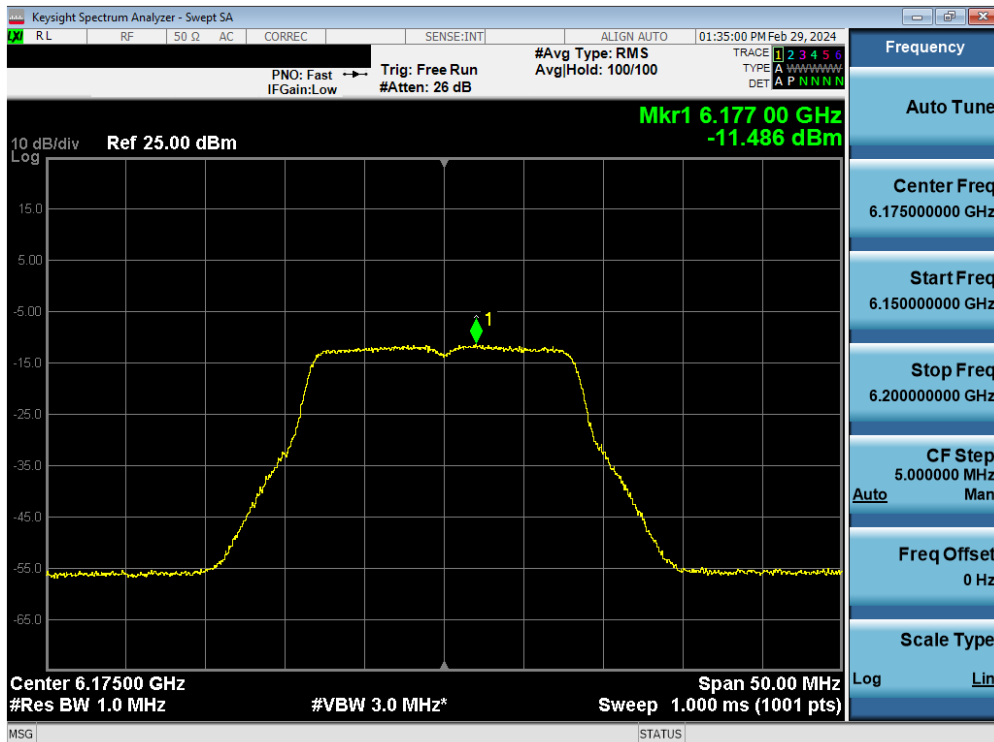 Keysight Spectrum Analyzer - Swept SA
LXI RL RF 50 Ω AC CORREC SENSE:INT ALIGN AUTO 01:35:00 PM Feb 29, 2024
PNO: Fast
IFGain:Low
Trig: Free Run
#Atten: 26 dB
#Avg Type: RMS
Avg|Hold: 100/100
TRACE 1 2 3 4 5 6
TYPE A WWWWW
DET A P N N N N
Mkr1 6.177 00 GHz
-11.486 dBm
10 dB/div
Log
Ref 25.00 dBm
15.0
5.00
-5.00
-15.0
-25.0
-35.0
-45.0
-55.0
-65.0
1
Center 6.17500 GHz
#Res BW 1.0 MHz
#VBW 3.0 MHz*
Span 50.00 MHz
Sweep 1.000 ms (1001 pts)
MSG
STATUS
Frequency
Auto Tune
Center Freq
6.175000000 GHz
Start Freq
6.150000000 GHz
Stop Freq
6.200000000 GHz
CF Step
5.000000 MHz
Auto Man
Freq Offset
0 Hz
Scale Type
Log Lin